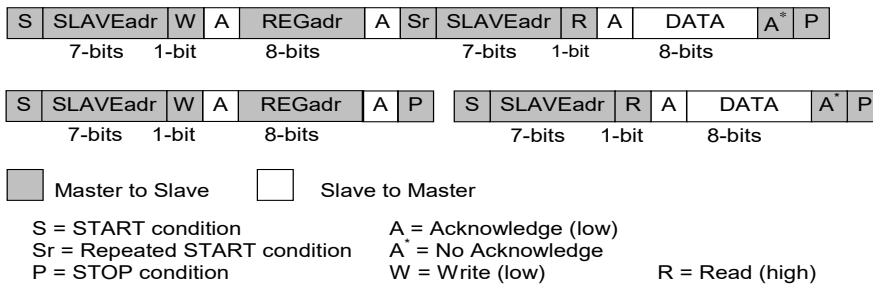 S SLAVEadr W A REGadr A Sr SLAVEadr R A DATA A* P
7-bits 1-bit 8-bits 7-bits 1-bit 8-bits
S SLAVEadr W A REGadr A P S SLAVEadr R A DATA A* P
7-bits 1-bit 8-bits 7-bits 1-bit 8-bits
Master to Slave Slave to Master
S = START condition A = Acknowledge (low)
Sr = Repeated START condition A* = No Acknowledge
P = STOP condition W = Write (low) R = Read (high)